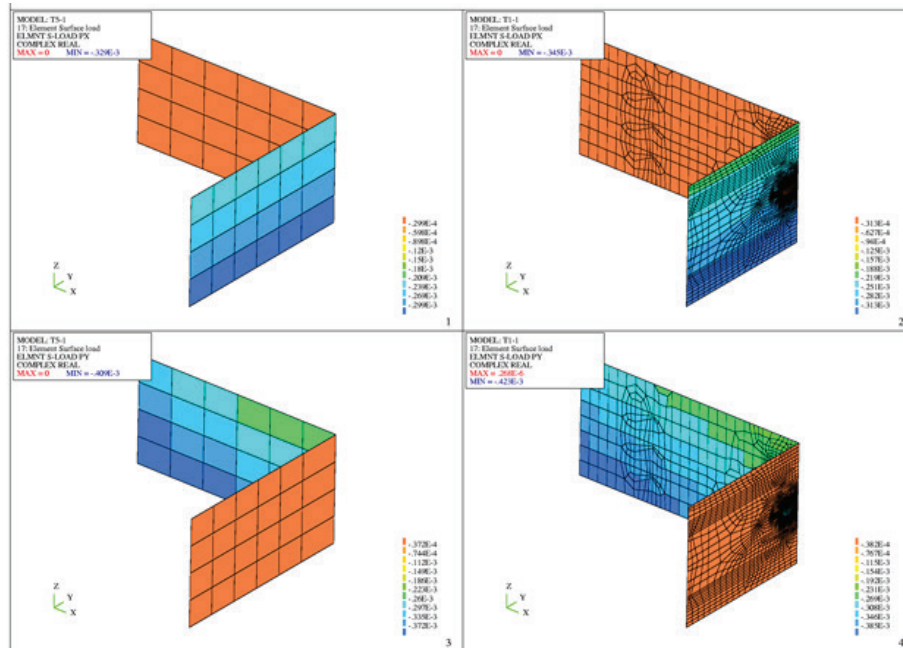 MODEL: T5-1
17: Element Surface load
ELMNT S-LOAD PX
COMPLEX REAL
MAX = 0 MIN = -.329E-3
-.299E-4
-.598E-4
-.898E-4
-.12E-3
-.15E-3
-.18E-3
-.209E-3
-.239E-3
-.269E-3
-.299E-3
Z
Y
X
1
MODEL: T1-1
17: Element Surface load
ELMNT S-LOAD PX
COMPLEX REAL
MAX = 0 MIN = -.345E-3
-.313E-4
-.627E-4
-.94E-4
-.125E-3
-.157E-3
-.188E-3
-.219E-3
-.251E-3
-.282E-3
-.313E-3
Z
Y
X
2
MODEL: T5-1
17: Element Surface load
ELMNT S-LOAD PY
COMPLEX REAL
MAX = 0 MIN = -.409E-3
-.372E-4
-.744E-4
-.112E-3
-.149E-3
-.186E-3
-.223E-3
-.26E-3
-.297E-3
-.335E-3
-.372E-3
Z
Y
X
3
MODEL: T1-1
17: Element Surface load
ELMNT S-LOAD PY
COMPLEX REAL
MAX = .268E-6
MIN = -.423E-3
-.382E-4
-.767E-4
-.115E-3
-.154E-3
-.192E-3
-.231E-3
-.269E-3
-.308E-3
-.346E-3
-.385E-3
Z
Y
X
4